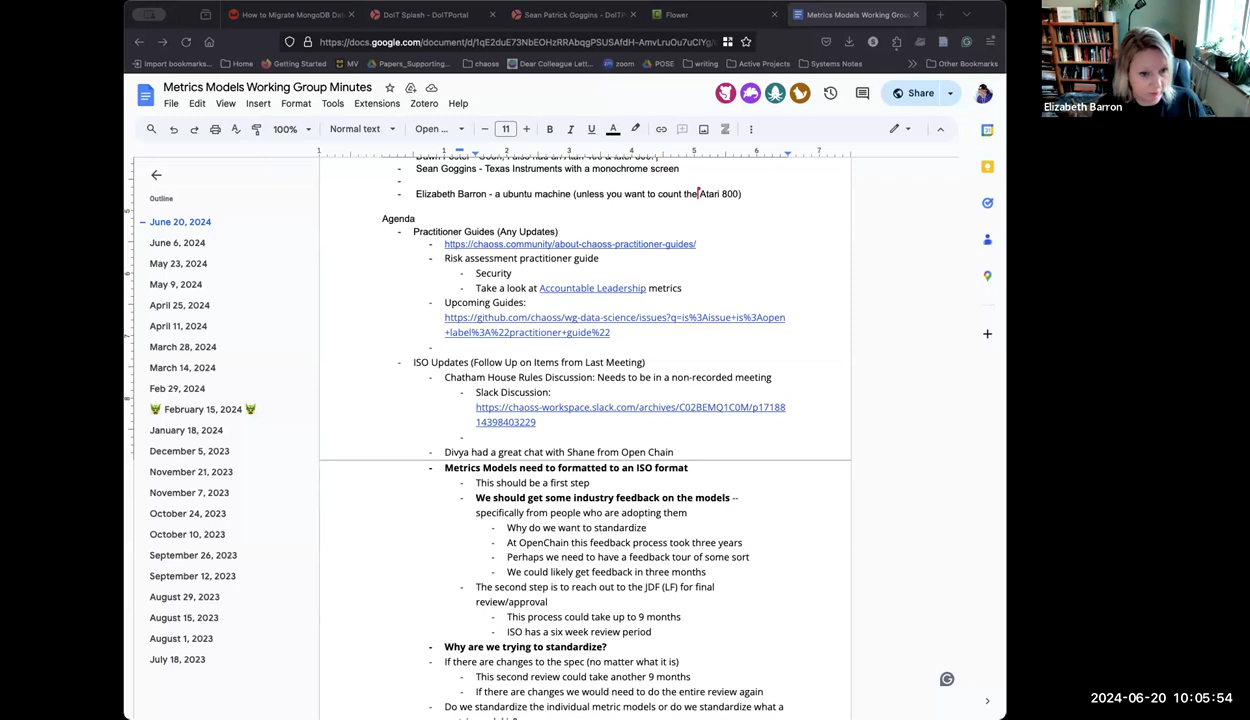 How to Migrate MongoDB Dat
DoIT Splash - DoITPortal
Sean Patrick Goggins - DoITPo
Flower
Metrics Models Working Grou
https://docs.google.com/document/d/1qE2duE73NbEOHzRRAbqgPSUSAfdH-AmvLruOu7uCIYg/
Import bookmarks...
Home
Getting Started
MV
Papers_Supporting...
chaoss
Dear Colleague Lett...
zoom
POSE
writing
Active Projects
Systems Notes
Other Bookmarks
Metrics Models Working Group Minutes
File Edit View Insert Format Tools Extensions Zotero Help
Share
100%
Normal text
Open ...
11
Outline
June 20, 2024
June 6, 2024
May 23, 2024
May 9, 2024
April 25, 2024
April 11, 2024
March 28, 2024
March 14, 2024
Feb 29, 2024
February 15, 2024
January 18, 2024
December 5, 2023
November 21, 2023
November 7, 2023
October 24, 2023
October 10, 2023
September 26, 2023
September 12, 2023
August 29, 2023
August 15, 2023
August 1, 2023
July 18, 2023
- Sean Goggins - Texas Instruments with a monochrome screen
-
- Elizabeth Barron - a ubuntu machine (unless you want to count the Atari 800)
Agenda
- Practitioner Guides (Any Updates)
- https://chaoss.community/about-chaoss-practitioner-guides/
- Risk assessment practitioner guide
- Security
- Take a look at Accountable Leadership metrics
- Upcoming Guides:
https://github.com/chaoss/wg-data-science/issues?q=is%3Aissue+is%3Aopen
+label%3A%22practitioner+guide%22
-
- ISO Updates (Follow Up on Items from Last Meeting)
- Chatham House Rules Discussion: Needs to be in a non-recorded meeting
- Slack Discussion:
https://chaoss-workspace.slack.com/archives/C02BEMQ1C0M/p17188
14398403229
-
- Divya had a great chat with Shane from Open Chain
- Metrics Models need to formatted to an ISO format
- This should be a first step
- We should get some industry feedback on the models --
specifically from people who are adopting them
- Why do we want to standardize
- At OpenChain this feedback process took three years
- Perhaps we need to have a feedback tour of some sort
- We could likely get feedback in three months
- The second step is to reach out to the JDF (LF) for final
review/approval
- This process could take up to 9 months
- ISO has a six week review period
- Why are we trying to standardize?
- If there are changes to the spec (no matter what it is)
- This second review could take another 9 months
- If there are changes we would need to do the entire review again
- Do we standardize the individual metric models or do we standardize what a
Elizabeth Barron
2024-06-20 10:05:54